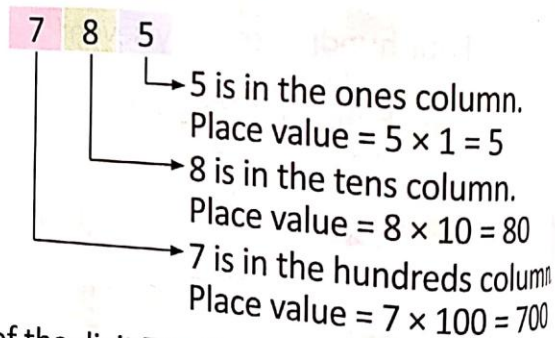 7 8 5
5 is in the ones column.
Place value = 5 × 1 = 5
8 is in the tens column.
Place value = 8 × 10 = 80
7 is in the hundreds column
Place value = 7 × 100 = 700
of the